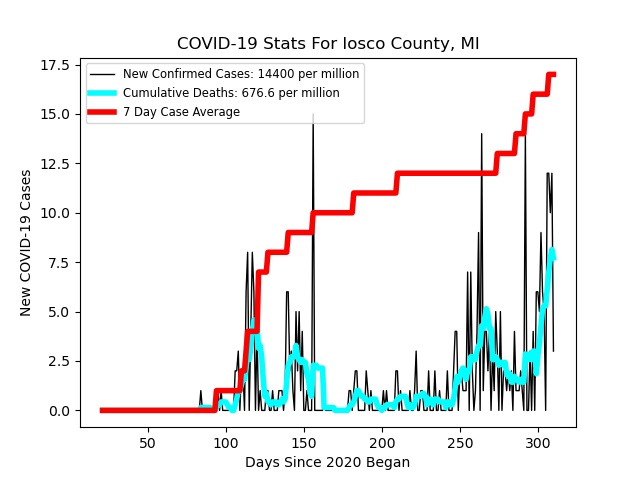 COVID-19 Stats For Iosco County, MI
New Confirmed Cases: 14400 per million
Cumulative Deaths: 676.6 per million
7 Day Case Average
New COVID-19 Cases
17.5
15.0
12.5
10.0
7.5
5.0
2.5
0.0
50 100 150 200 250 300
Days Since 2020 Began